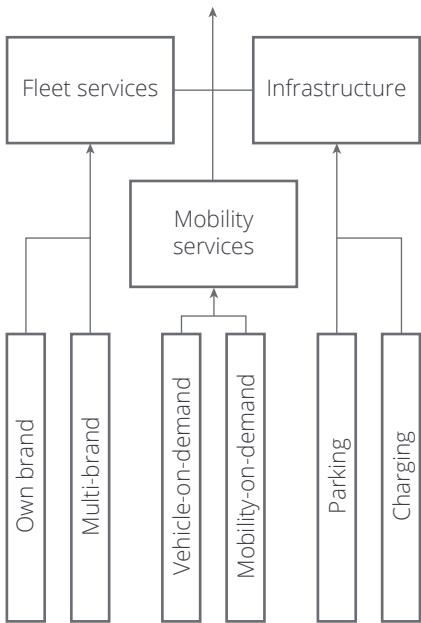 Fleet services
Infrastructure
Mobility
services
Own brand
Multi-brand
Vehicle-on-demand
Mobility-on-demand
Parking
Charging